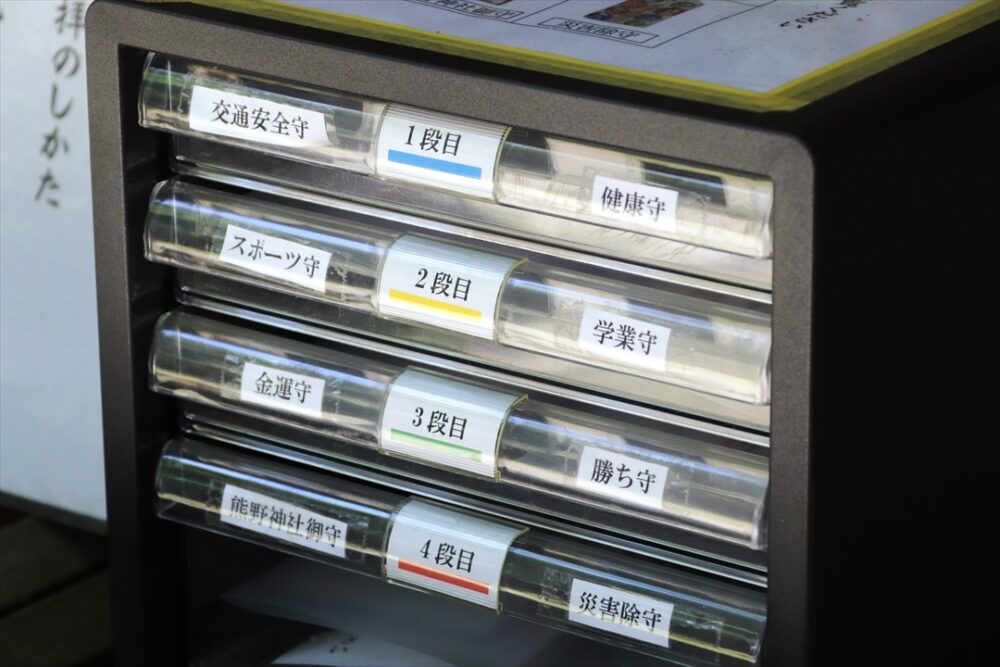 拝のしかた
交通安全守
1段目
健康守
スポーツ守
2段目
学業守
金運守
3段目
勝ち守
熊野神社御守
4段目
災害除守